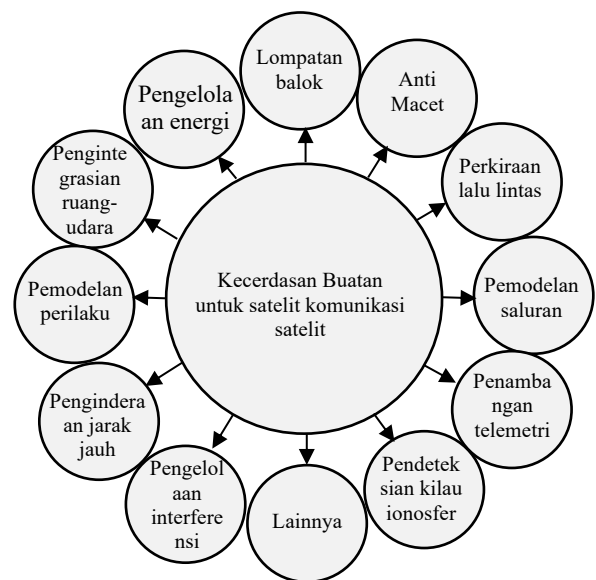 Lompatan
balok
Anti
Macet
Perkiraan
lalu lintas
Pemodelan
saluran
Penamba
ngan
telemetri
Pendetek
sian kilau
ionosfer
Lainnya
Pengelol
aan
interfere
nsi
Pengindera
an jarak
jauh
Pemodelan
perilaku
Penginte
grasian
ruang-
udara
Pengelola
an energi
Kecerdasan Buatan
untuk satelit komunikasi
satelit